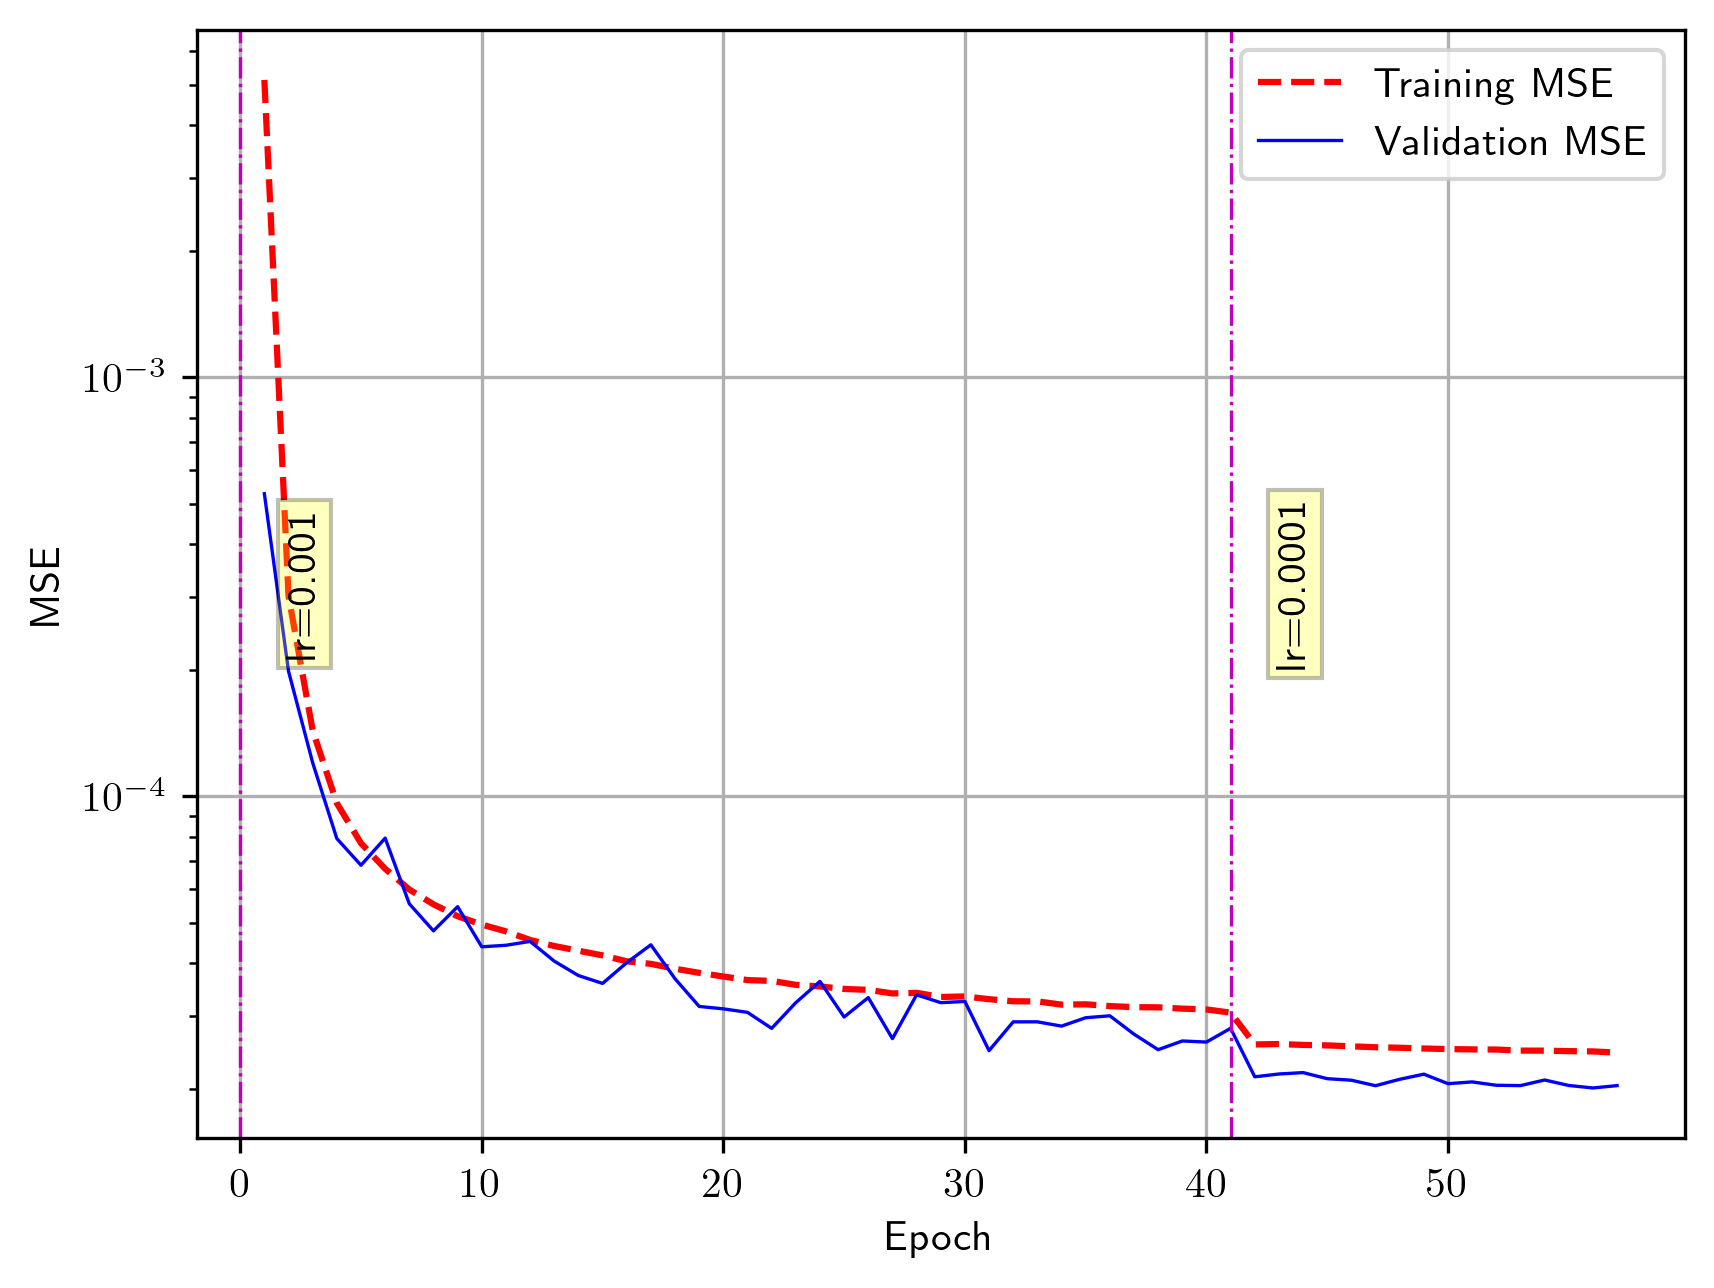 Training MSE
Validation MSE
MSE
10⁻³
10⁻⁴
lr=0.001
lr=0.0001
0 10 20 30 40 50
Epoch